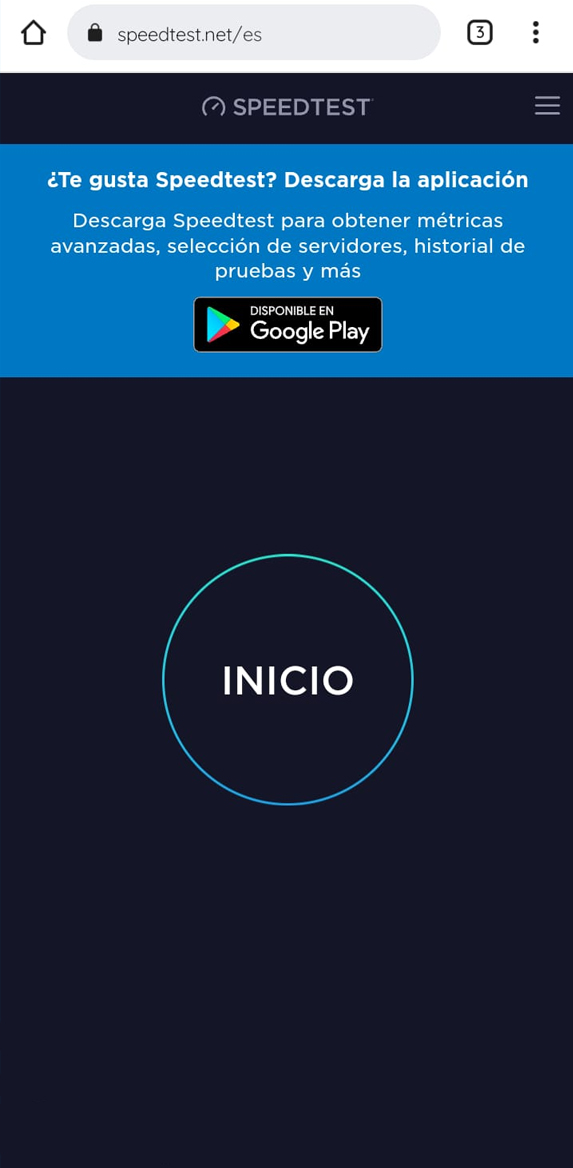 speedtest.net/es
3
SPEEDTEST
¿Te gusta Speedtest? Descarga la aplicación
Descarga Speedtest para obtener métricas
avanzadas, selección de servidores, historial de
pruebas y más
DISPONIBLE EN
Google Play
INICIO